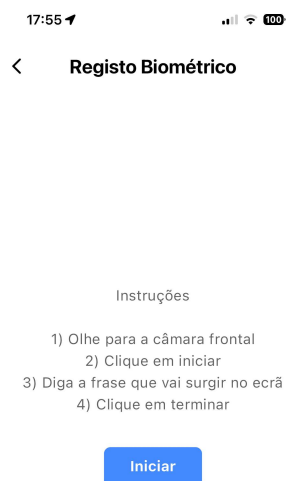 17:55
100
Registo Biométrico
Instruções
1) Olhe para a câmara frontal
2) Clique em iniciar
3) Diga a frase que vai surgir no ecrã
4) Clique em terminar
Iniciar